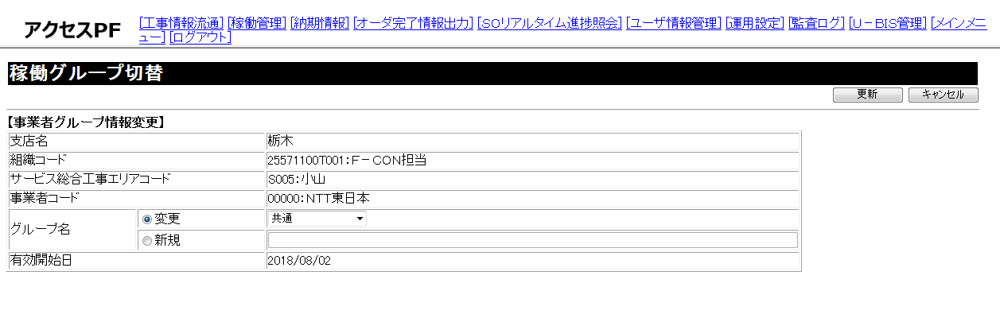 アクセスPF
[工事情報流通] [稼働管理] [納期情報] [オーダ完了情報出力] [SOリアルタイム進捗照会] [ユーザ情報管理] [運用設定] [監査ログ] [U－BIS管理] [メインメニ
ュー] [ログアウト]
稼働グループ切替
更新 キャンセル
【事業者グループ情報変更】
支店名 栃木
組織コード 25571100T001：F－CON担当
サービス総合工事エリアコード S005：小山
事業者コード 00000：NTT東日本
グループ名 変更 共通
新規
有効開始日 2018/08/02